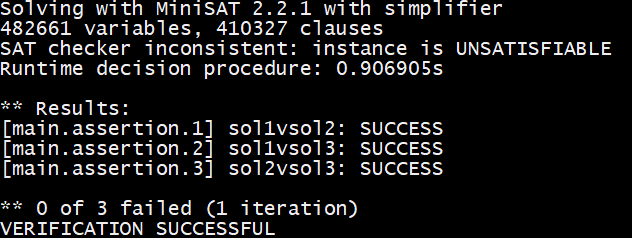 Solving with MiniSAT 2.2.1 with simplifier
482661 variables, 410327 clauses
SAT checker inconsistent: instance is UNSATISFIABLE
Runtime decision procedure: 0.906905s
** Results:
[main.assertion.1] sol1vsol2: SUCCESS
[main.assertion.2] sol1vsol3: SUCCESS
[main.assertion.3] sol2vsol3: SUCCESS
** 0 of 3 failed (1 iteration)
VERIFICATION SUCCESSFUL